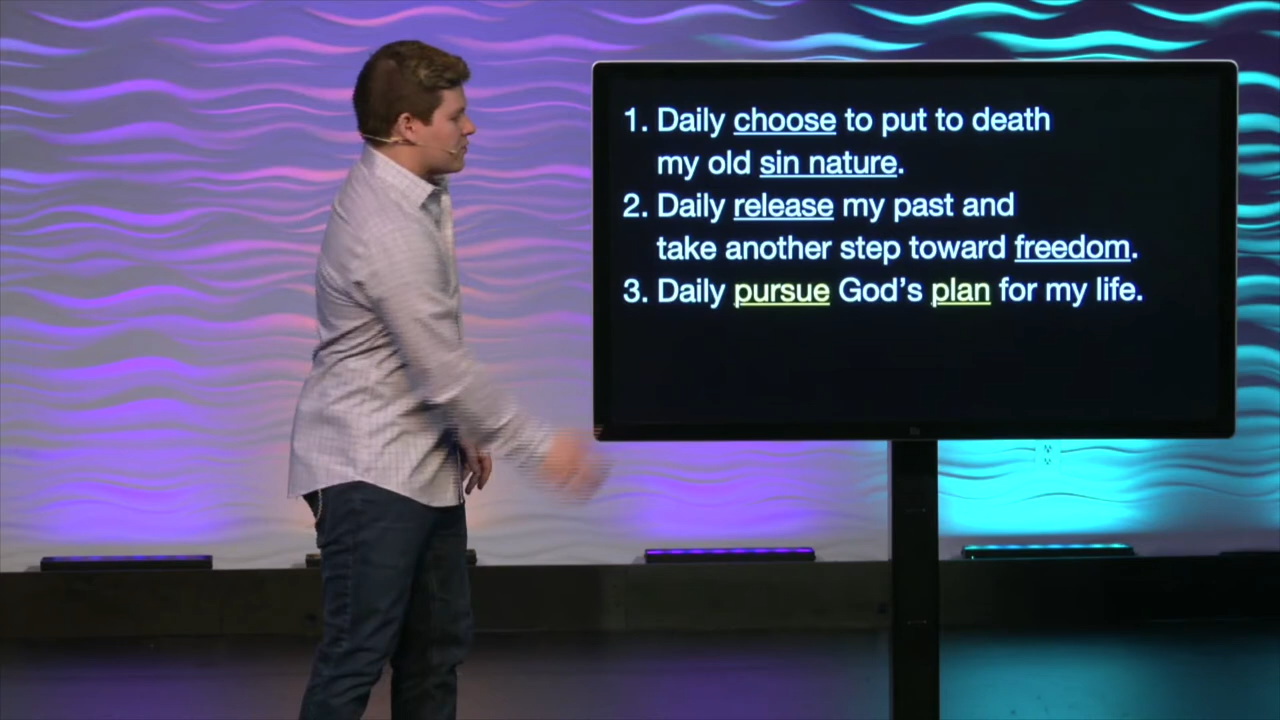 1. Daily choose to put to death
my old sin nature.
2. Daily release my past and
take another step toward freedom.
3. Daily pursue God’s plan for my life.